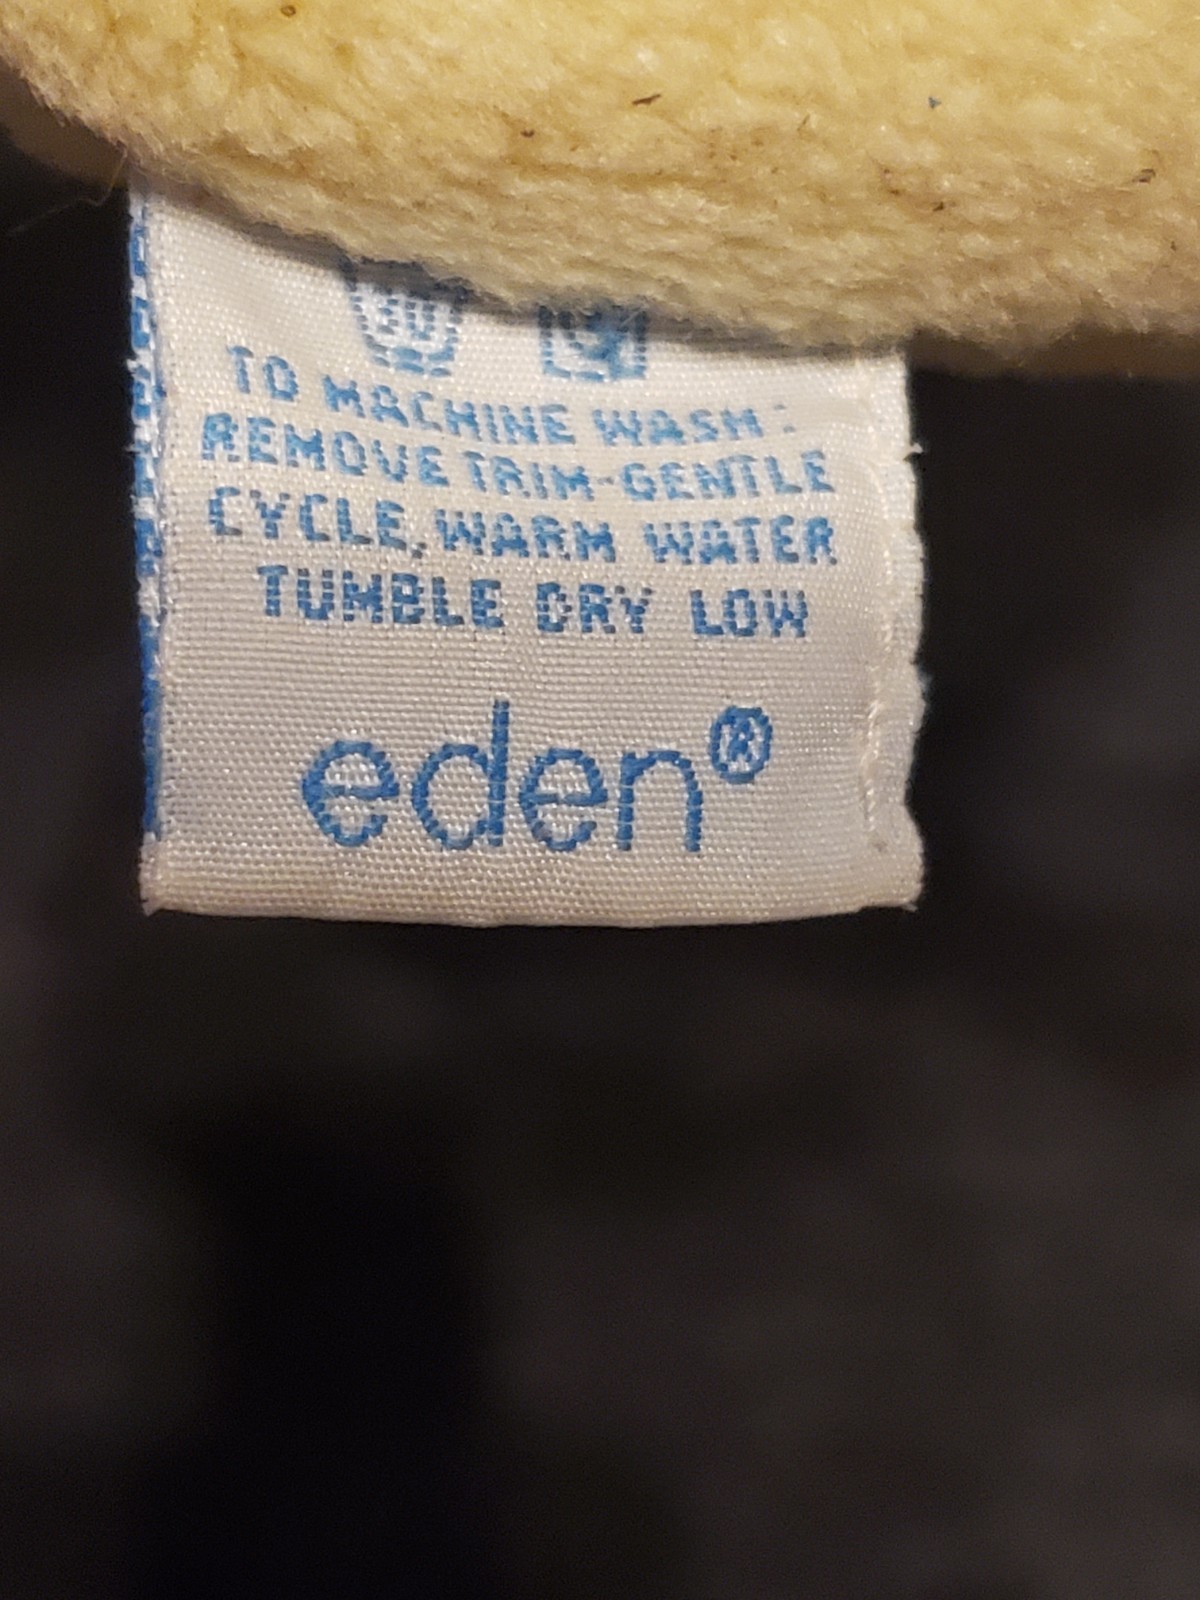 TO MACHINE WASH:
REMOVE TRIM-GENTLE
CYCLE, WARM WATER
TUMBLE DRY LOW
eden®